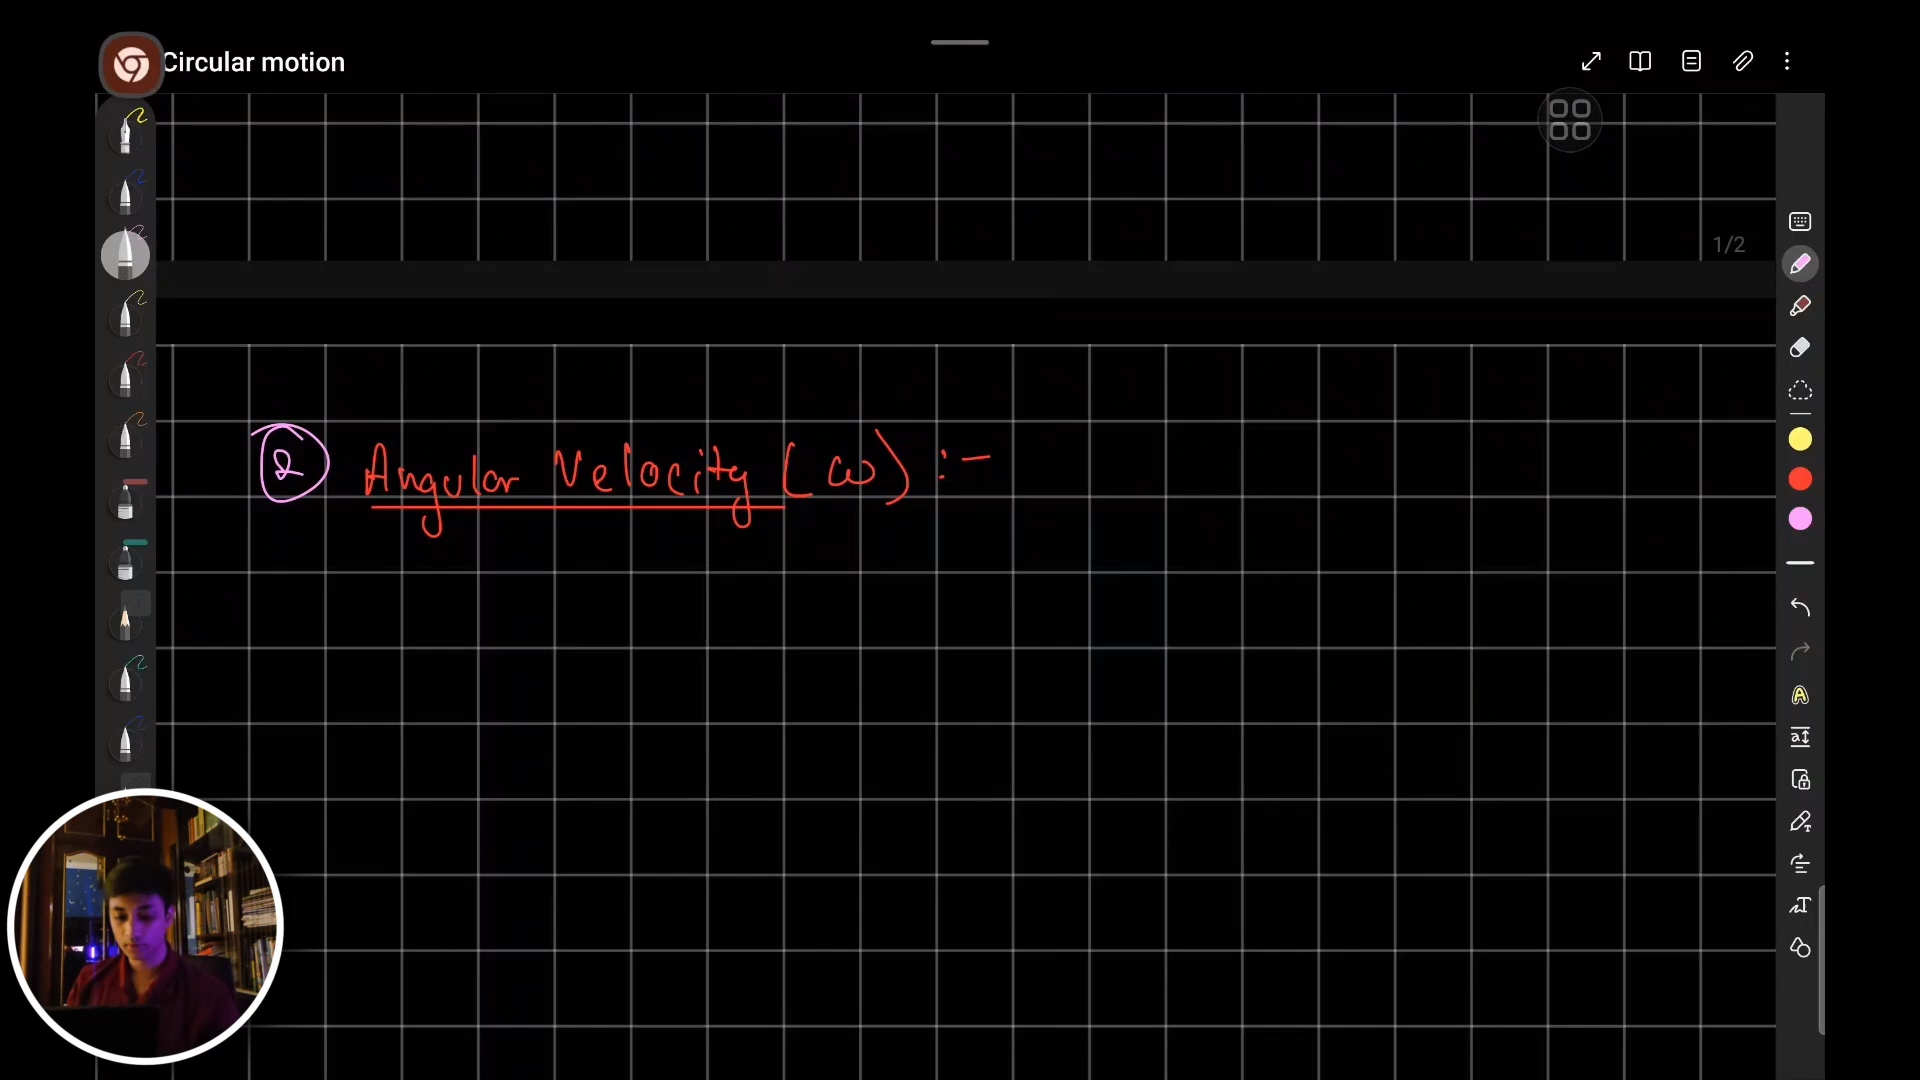 Circular motion
1/2
② Angular Velocity (ω) :-